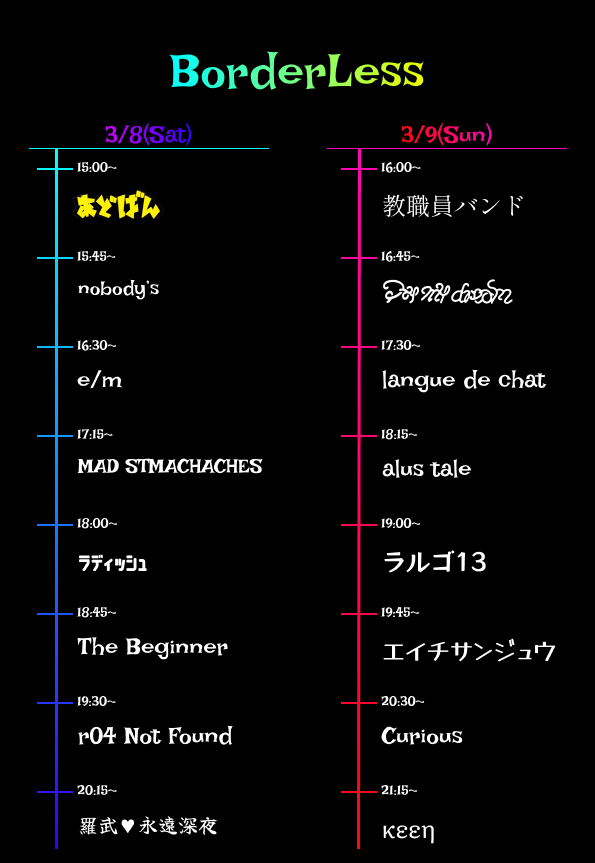 BorderLess
3/8(Sat)
15:00~
あどばん
15:45~
nobody's
16:30~
e/m
17:15~
MAD STMACHACHES
18:00~
ラディッシュ
18:45~
The Beginner
19:30~
r04 Not Found
20:15~
羅武♥永遠深夜
3/9(Sun)
16:00~
教職員バンド
16:45~
17:30~
langue de chat
18:15~
alus tale
19:00~
ラルゴ13
19:45~
エイチサンジュウ
20:30~
Curious
21:15~
κεεη